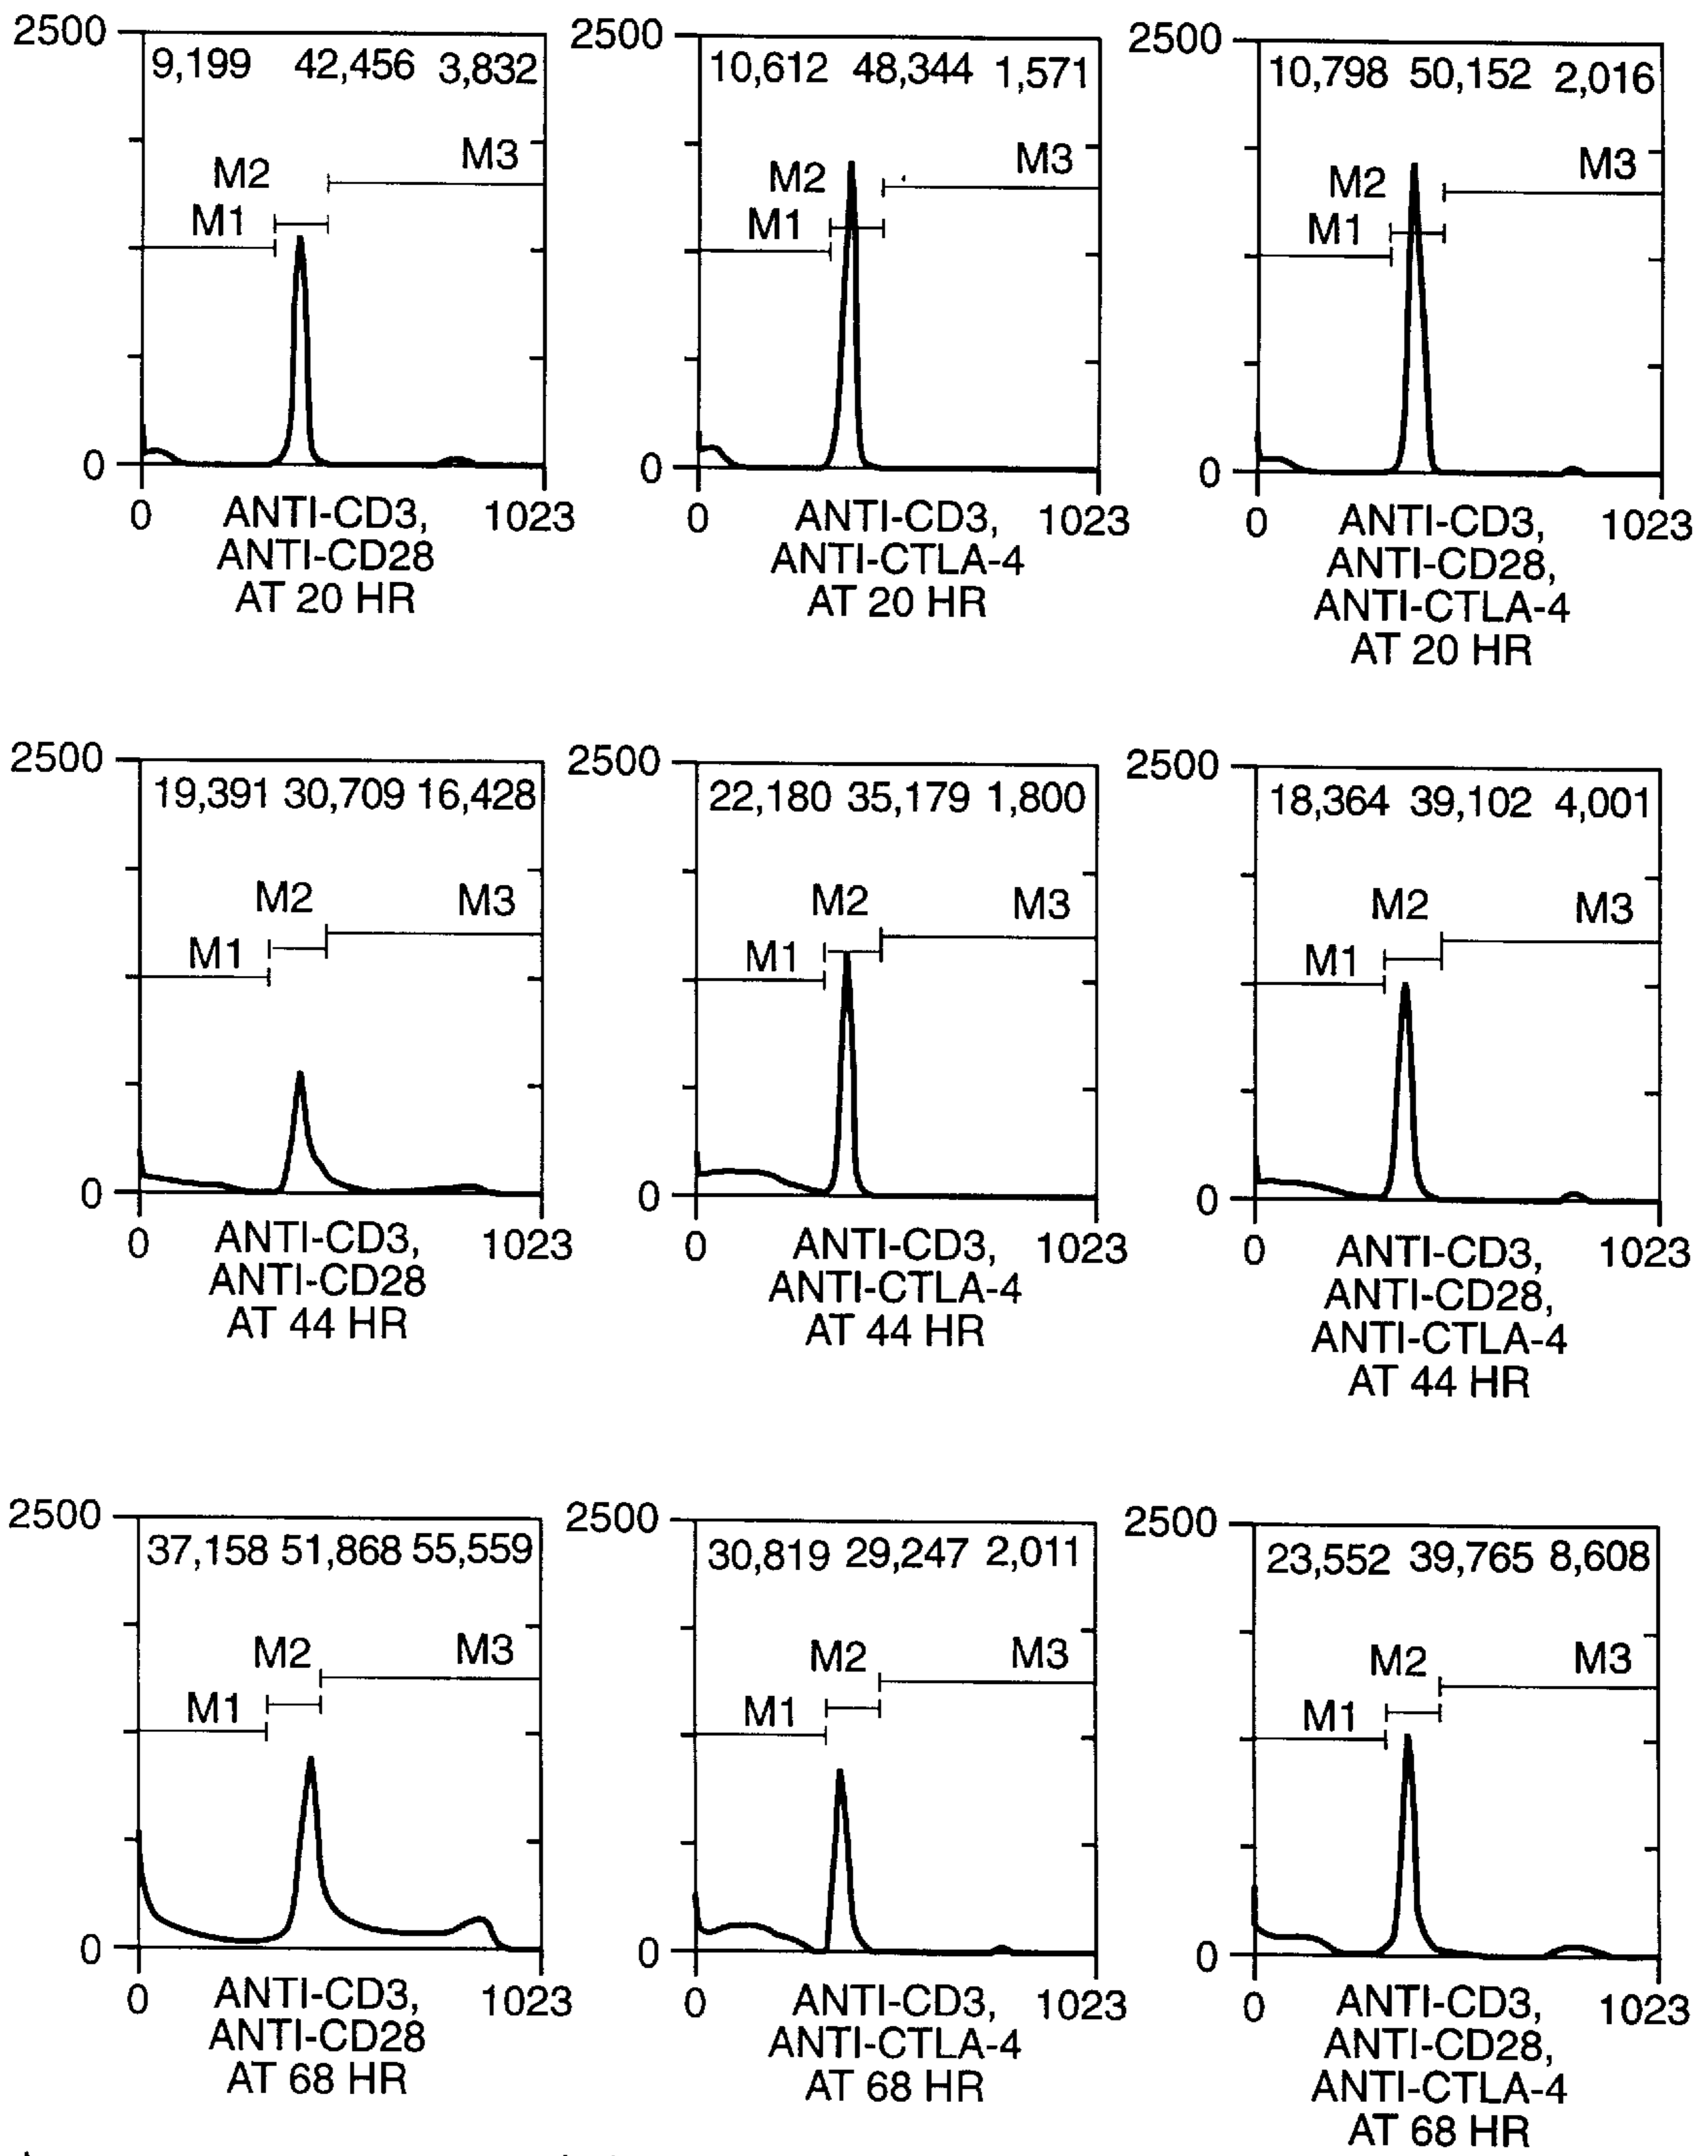 2500
9,199 42,456 3,832
M3
M2
M1
0
0 1023
ANTI-CD3,
ANTI-CD28
AT 20 HR
2500
10,612 48,344 1,571
M3
M2
M1
0
0 1023
ANTI-CD3,
ANTI-CTLA-4
AT 20 HR
2500
10,798 50,152 2,016
M3
M2
M1
0
0 1023
ANTI-CD3,
ANTI-CD28,
ANTI-CTLA-4
AT 20 HR
2500
19,391 30,709 16,428
M2 M3
M1
0
0 1023
ANTI-CD3,
ANTI-CD28
AT 44 HR
2500
22,180 35,179 1,800
M2 M3
M1
0
0 1023
ANTI-CD3,
ANTI-CTLA-4
AT 44 HR
2500
18,364 39,102 4,001
M2 M3
M1
0
0 1023
ANTI-CD3,
ANTI-CD28,
ANTI-CTLA-4
AT 44 HR
2500
37,158 51,868 55,559
M2 M3
M1
0
0 1023
ANTI-CD3,
ANTI-CD28
AT 68 HR
2500
30,819 29,247 2,011
M2 M3
M1
0
0 1023
ANTI-CD3,
ANTI-CTLA-4
AT 68 HR
2500
23,552 39,765 8,608
M2 M3
M1
0
0 1023
ANTI-CD3,
ANTI-CD28,
ANTI-CTLA-4
AT 68 HR